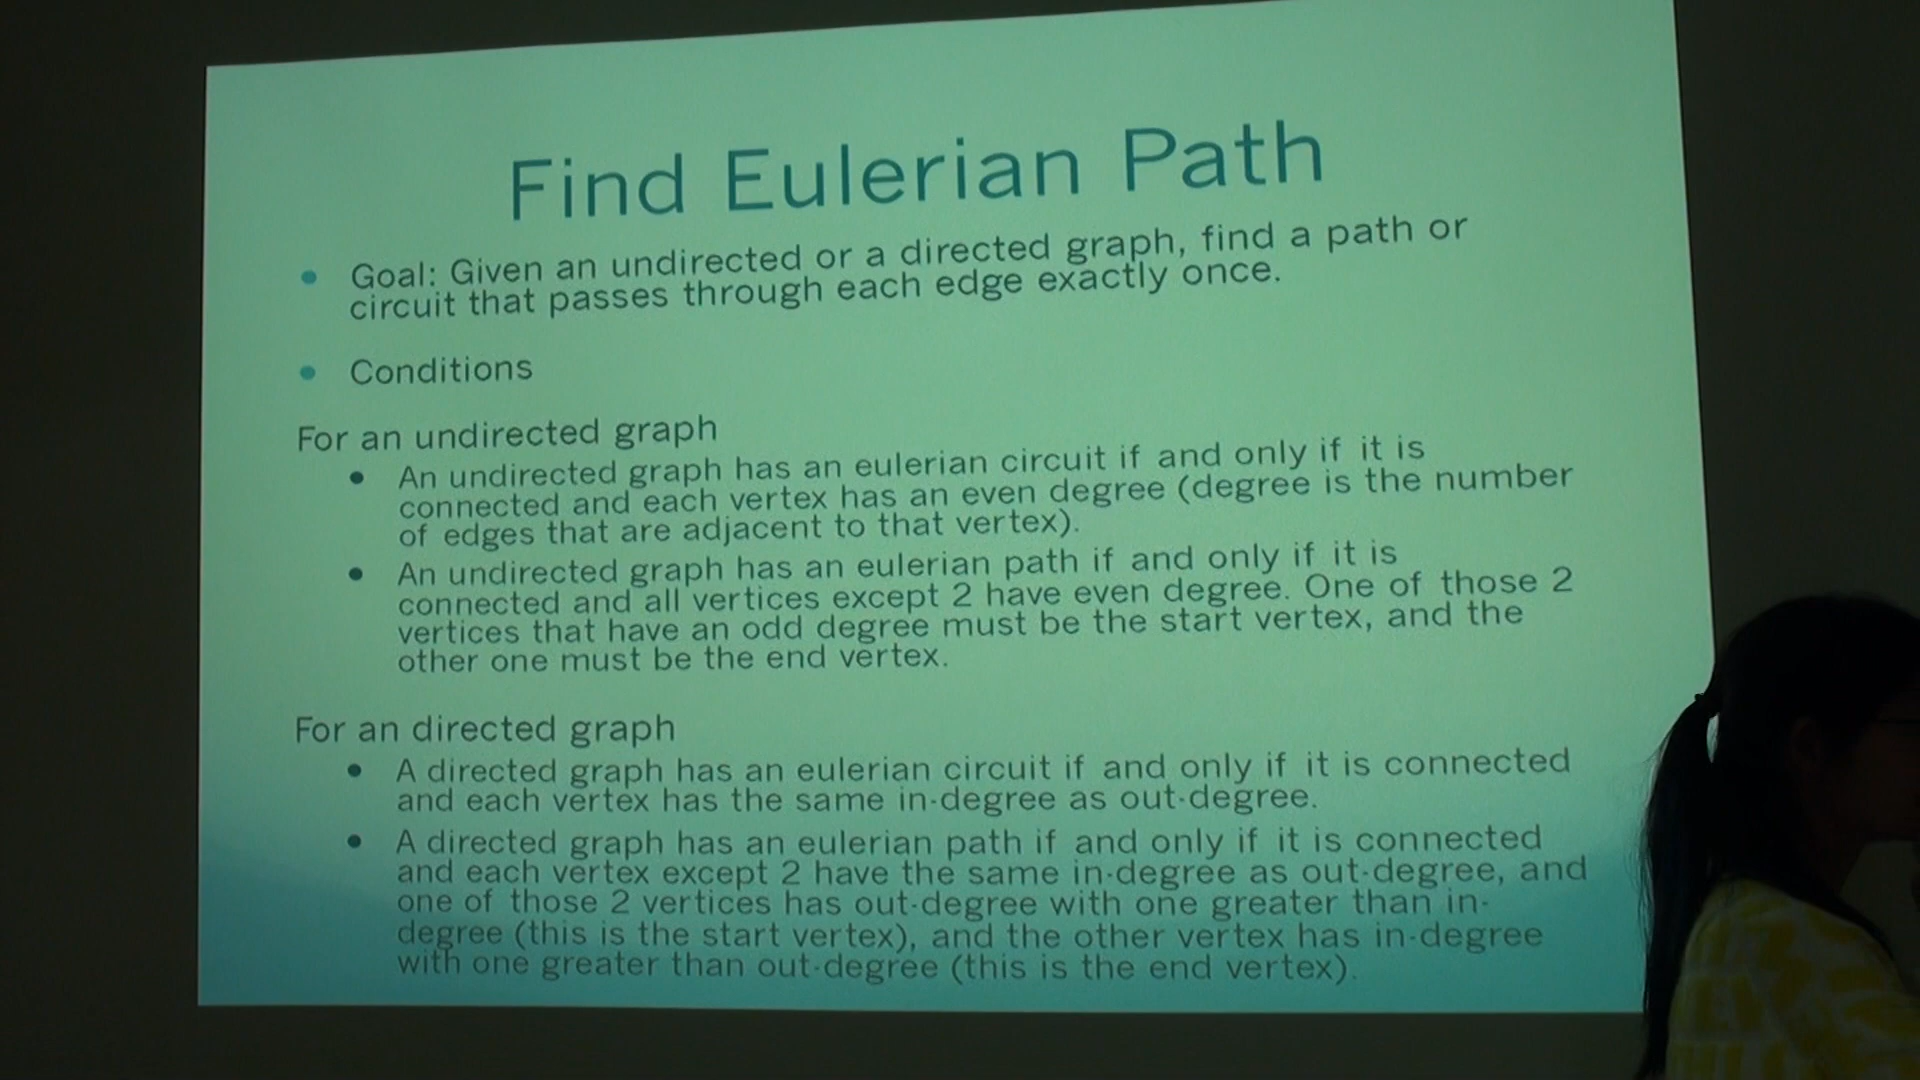 Find Eulerian Path
• Goal: Given an undirected or a directed graph, find a path or
circuit that passes through each edge exactly once.
• Conditions
For an undirected graph
• An undirected graph has an eulerian circuit if and only if it is
connected and each vertex has an even degree (degree is the number
of edges that are adjacent to that vertex).
• An undirected graph has an eulerian path if and only if it is
connected and all vertices except 2 have even degree. One of those 2
vertices that have an odd degree must be the start vertex, and the
other one must be the end vertex.
For an directed graph
• A directed graph has an eulerian circuit if and only if it is connected
and each vertex has the same in-degree as out-degree.
• A directed graph has an eulerian path if and only if it is connected
and each vertex except 2 have the same in-degree as out-degree, and
one of those 2 vertices has out-degree with one greater than in-
degree (this is the start vertex), and the other vertex has in-degree
with one greater than out-degree (this is the end vertex).